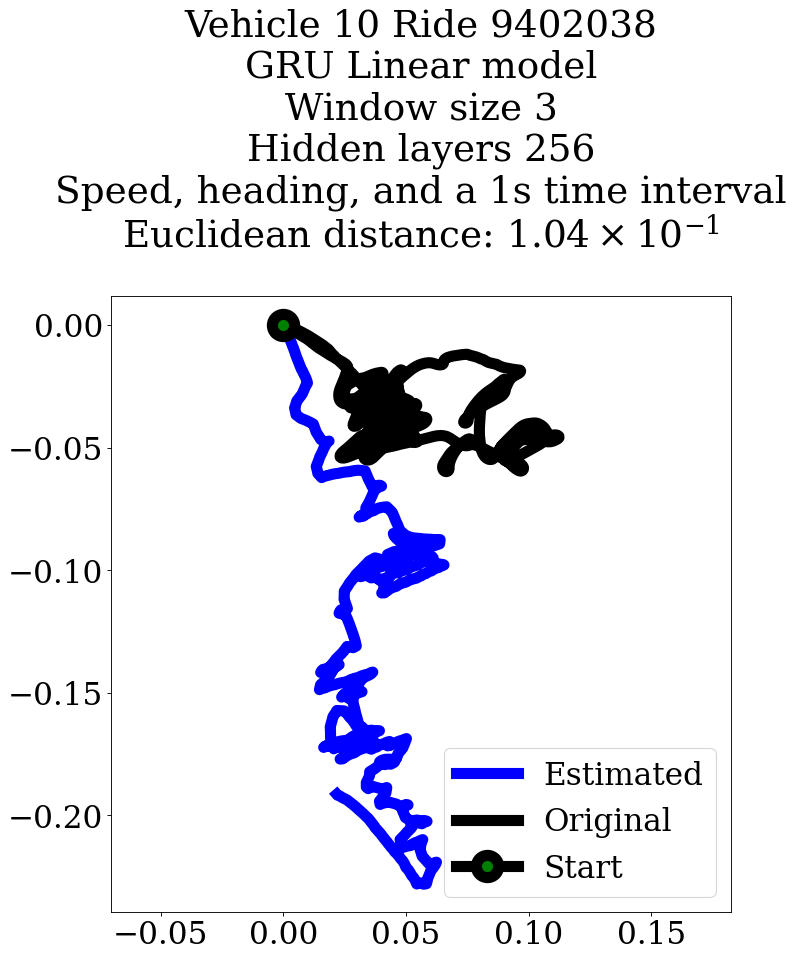 Vehicle 10 Ride 9402038
GRU Linear model
Window size 3
Hidden layers 256
Speed, heading, and a 1s time interval
Euclidean distance: 1.04 × 10⁻¹
0.00
−0.05
−0.10
−0.15
−0.20
Estimated
Original
Start
−0.05 0.00 0.05 0.10 0.15